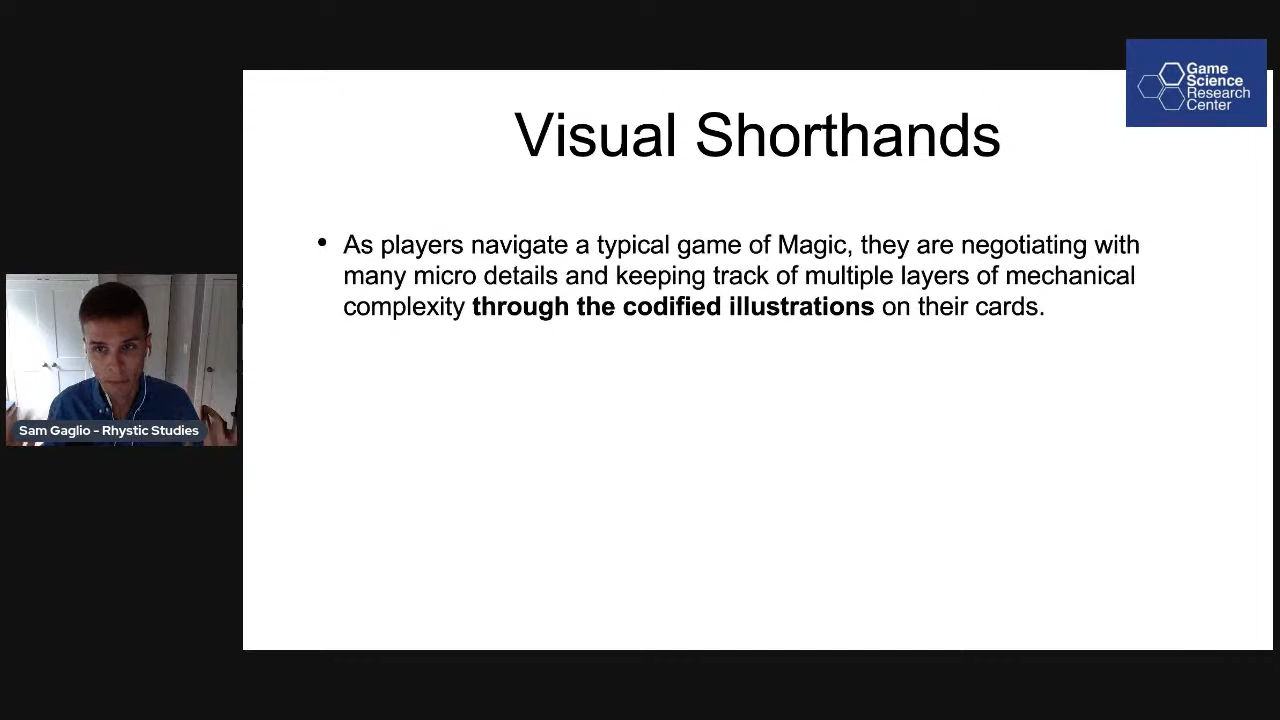 Game
Science
Research
Center
Visual Shorthands
• As players navigate a typical game of Magic, they are negotiating with
many micro details and keeping track of multiple layers of mechanical
complexity through the codified illustrations on their cards.
Sam Gaglio - Rhystic Studies